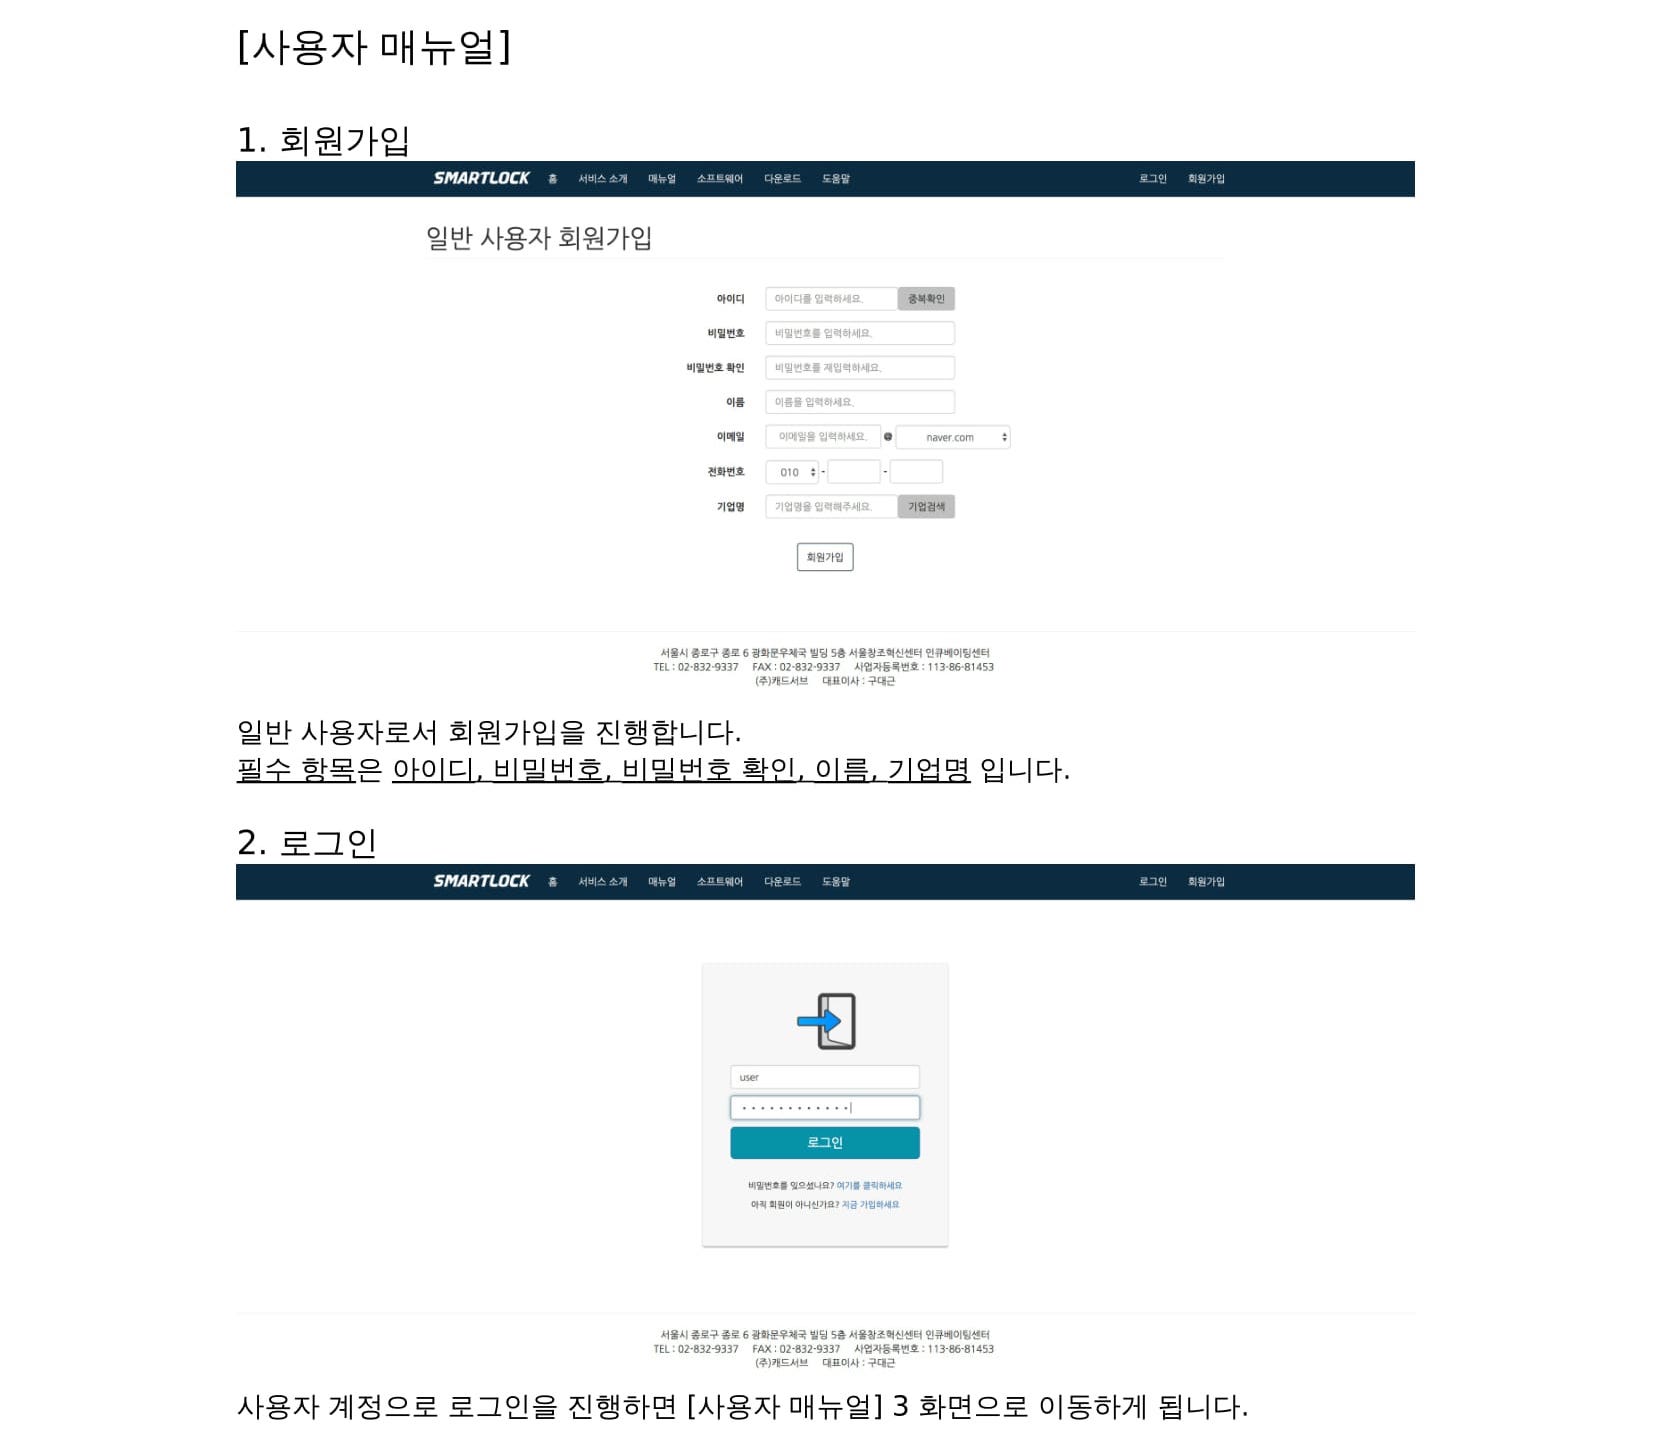 [사용자 매뉴얼]
1. 회원가입
SMARTLOCK 홈 서비스 소개 매뉴얼 소프트웨어 다운로드 도움말 로그인 회원가입
일반 사용자 회원가입
아이디 아이디를 입력하세요. 중복확인
비밀번호 비밀번호를 입력하세요.
비밀번호 확인 비밀번호를 재입력하세요.
이름 이름을 입력하세요.
이메일 이메일을 입력하세요. @ naver.com
전화번호 010 - -
기업명 기업명을 입력해주세요. 기업검색
회원가입
서울시 종로구 종로 6 광화문우체국 빌딩 5층 서울창조혁신센터 인큐베이팅센터
TEL : 02-832-9337 FAX : 02-832-9337 사업자등록번호 : 113-86-81453
(주)캐드서브 대표이사 : 구대근
일반 사용자로서 회원가입을 진행합니다.
필수 항목은 아이디, 비밀번호, 비밀번호 확인, 이름, 기업명 입니다.
2. 로그인
SMARTLOCK 홈 서비스 소개 매뉴얼 소프트웨어 다운로드 도움말 로그인 회원가입
user
••••••••••••
로그인
비밀번호를 잊으셨나요? 여기를 클릭하세요
아직 회원이 아니신가요? 지금 가입하세요
서울시 종로구 종로 6 광화문우체국 빌딩 5층 서울창조혁신센터 인큐베이팅센터
TEL : 02-832-9337 FAX : 02-832-9337 사업자등록번호 : 113-86-81453
(주)캐드서브 대표이사 : 구대근
사용자 계정으로 로그인을 진행하면 [사용자 매뉴얼] 3 화면으로 이동하게 됩니다.